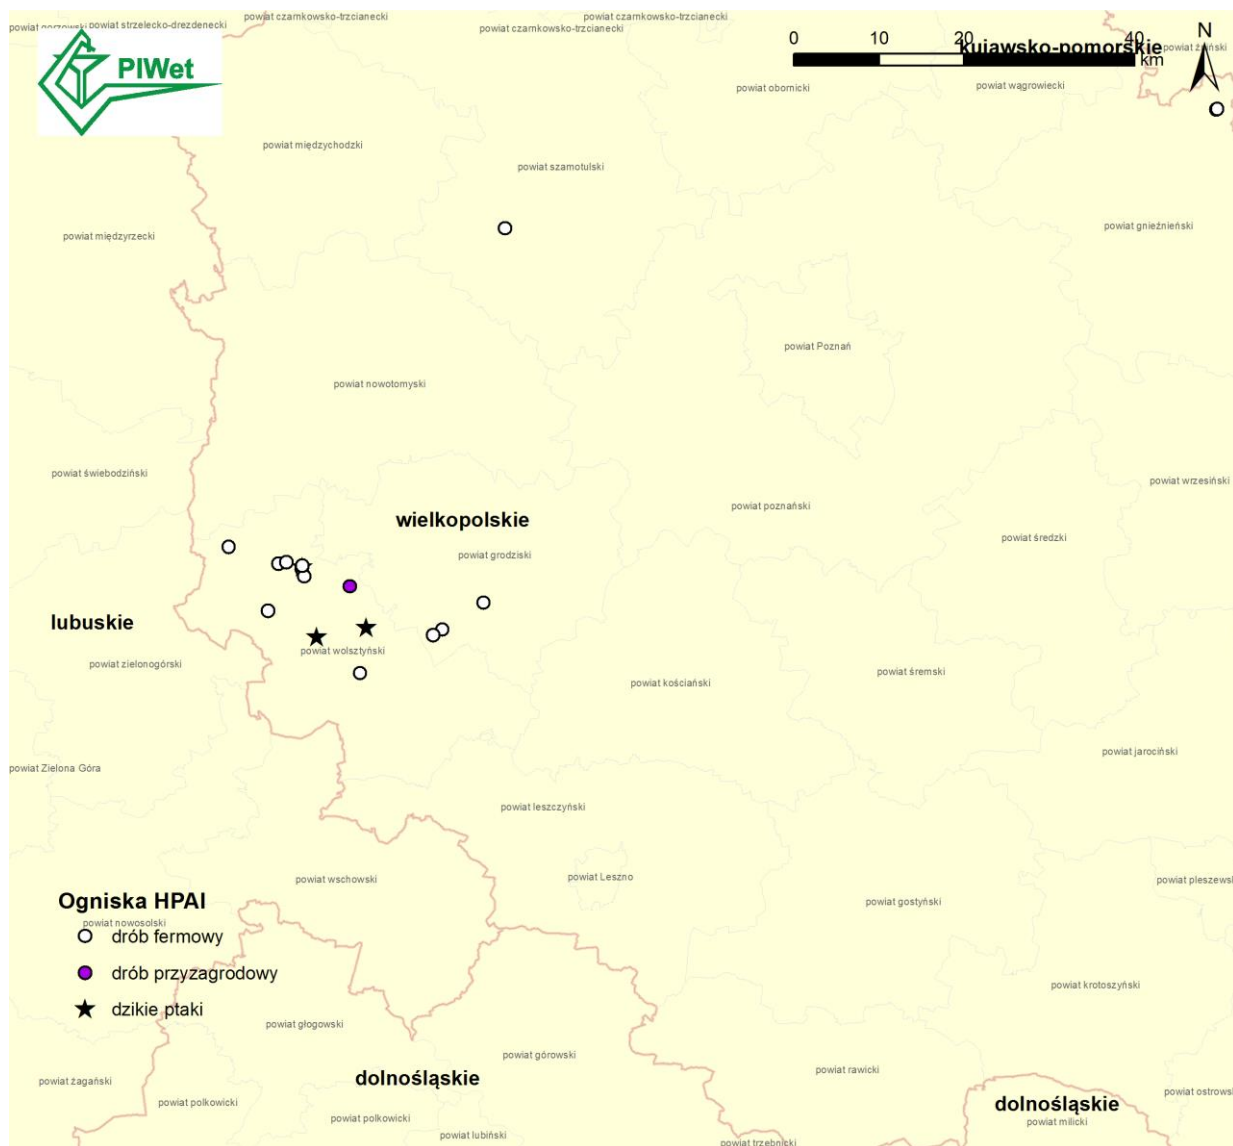 powiat czarnkowsko-trzcianecki
powiat czarnkowsko-trzcianecki
powiat strzelecko-drezdenecki
powiat czarnkowsko-trzcianecki
PIWet
0 10 20 40
km
kujawsko-pomorskie
N
powiat obornicki
powiat wągrowiecki
powiat międzychodzki
powiat szamotulski
powiat gnieźnieński
powiat międzyrzecki
powiat Poznań
powiat nowotomyski
powiat świebodziński
powiat wrzesiński
powiat poznański
wielkopolskie
powiat średzki
powiat grodziski
lubuskie
powiat wolsztyński
powiat zielonogórski
powiat śremski
powiat kościański
powiat jarociński
powiat Zielona Góra
powiat leszczyński
powiat wschowski
powiat Leszno
powiat pleszews
Ogniska HPAI
powiat gostyński
powiat nowosolski
drób fermowy
drób przyzagrodowy
dzikie ptaki
powiat krotoszyński
powiat głogowski
powiat górowski
powiat rawicki
dolnośląskie
powiat żagański
powiat polkowicki
powiat ostrows
dolnośląskie
powiat polkowicki
powiat milicki
powiat lubiński
powiat trzebnicki